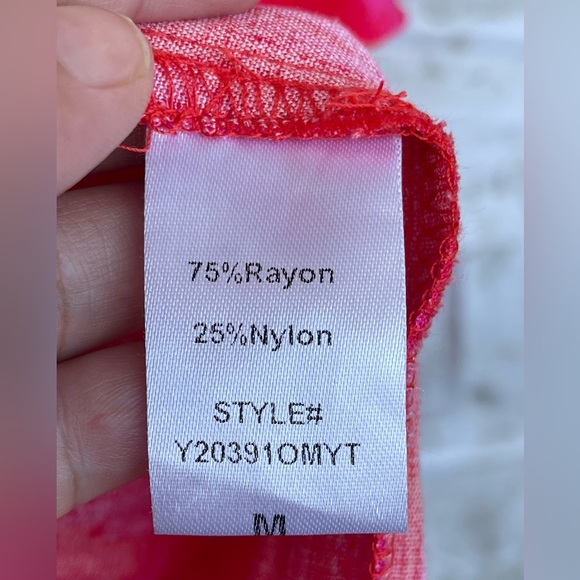 75%Rayon
25%Nylon
STYLE#
Y20391OMYT
M